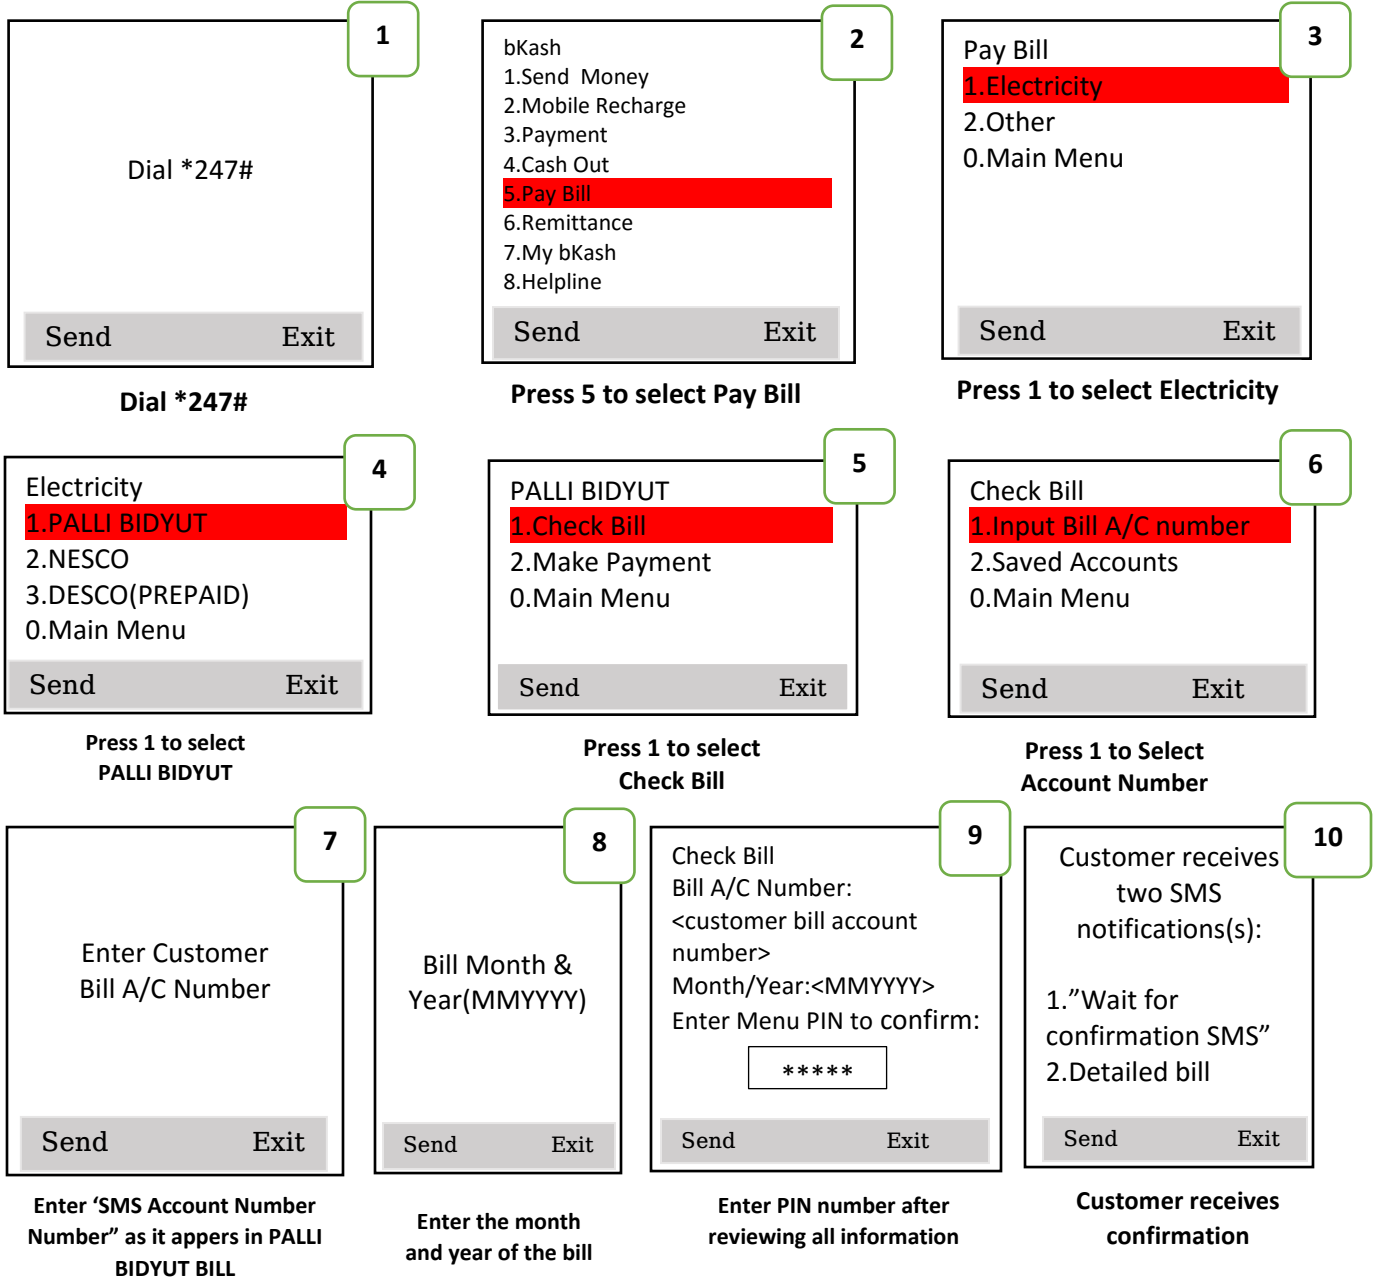 1
Dial *247#
Send Exit
Dial *247#
2
bKash
1.Send Money
2.Mobile Recharge
3.Payment
4.Cash Out
5.Pay Bill
6.Remittance
7.My bKash
8.Helpline
Send Exit
Press 5 to select Pay Bill
3
Pay Bill
1.Electricity
2.Other
0.Main Menu
Send Exit
Press 1 to select Electricity
4
Electricity
1.PALLI BIDYUT
2.NESCO
3.DESCO(PREPAID)
0.Main Menu
Send Exit
Press 1 to select
PALLI BIDYUT
5
PALLI BIDYUT
1.Check Bill
2.Make Payment
0.Main Menu
Send Exit
Press 1 to select
Check Bill
6
Check Bill
1.Input Bill A/C number
2.Saved Accounts
0.Main Menu
Send Exit
Press 1 to Select
Account Number
7
Enter Customer
Bill A/C Number
Send Exit
Enter ‘SMS Account Number
Number” as it appers in PALLI
BIDYUT BILL
8
Bill Month &
Year(MMYYYY)
Send Exit
Enter the month
and year of the bill
9
Check Bill
Bill A/C Number:
<customer bill account
number>
Month/Year:<MMYYYY>
Enter Menu PIN to confirm:
*****
Send Exit
Enter PIN number after
reviewing all information
10
Customer receives
two SMS
notifications(s):
1.”Wait for
confirmation SMS”
2.Detailed bill
Send Exit
Customer receives
confirmation